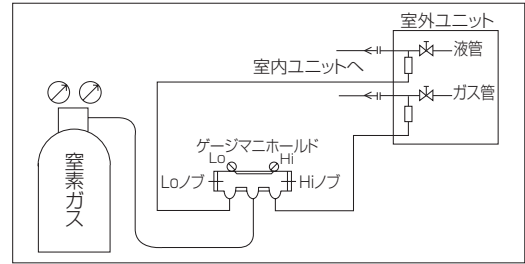 室外ユニット
液管
室内ユニットへ
ガス管
ゲージマニホールド
Lo
Hi
Loノブ
Hiノブ
窒素ガス